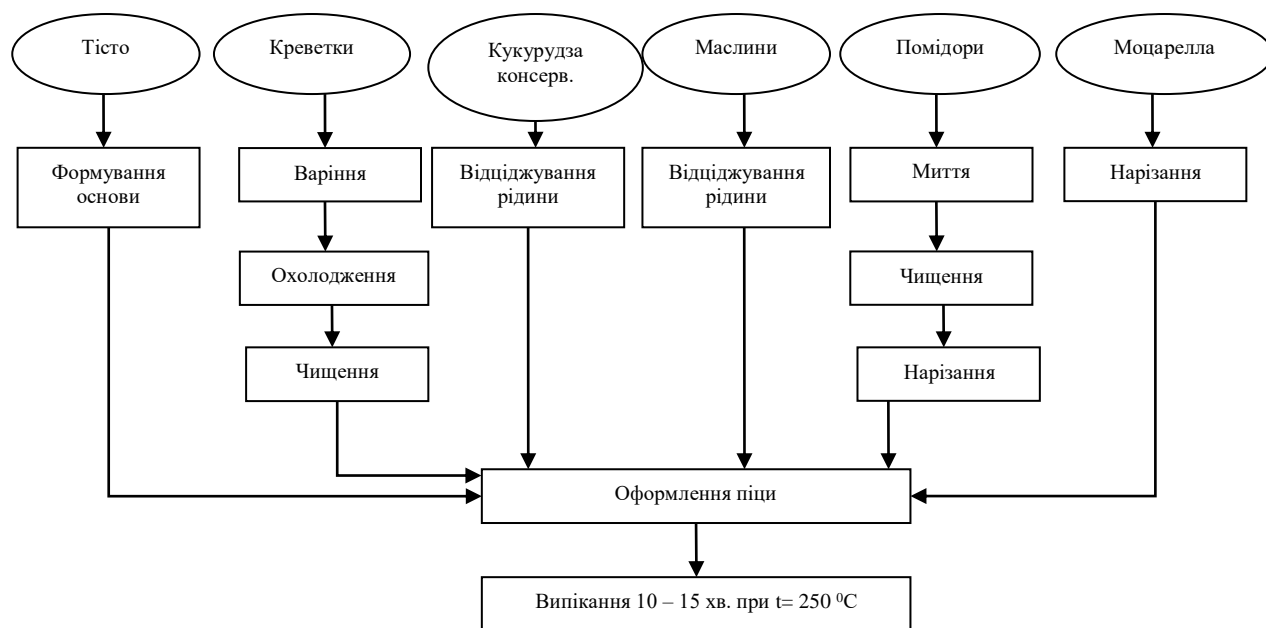 Тісто
Креветки
Кукурудза
консерв.
Маслини
Помідори
Моцарелла
Формування
основи
Варіння
Відціджування
рідини
Відціджування
рідини
Миття
Нарізання
Охолодження
Чищення
Чищення
Нарізання
Оформлення піци
Випікання 10 – 15 хв. при t= 250 ⁰С